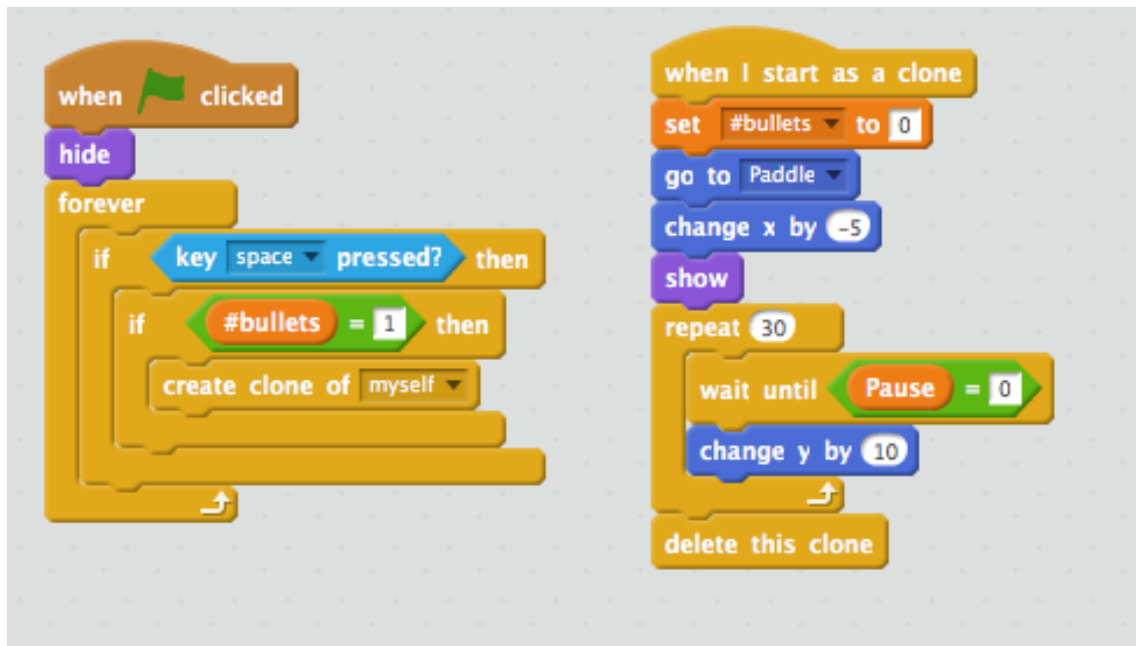 when clicked
hide
forever
if key space pressed? then
if #bullets = 1 then
create clone of myself
when I start as a clone
set #bullets to 0
go to Paddle
change x by -5
show
repeat 30
wait until Pause = 0
change y by 10
delete this clone